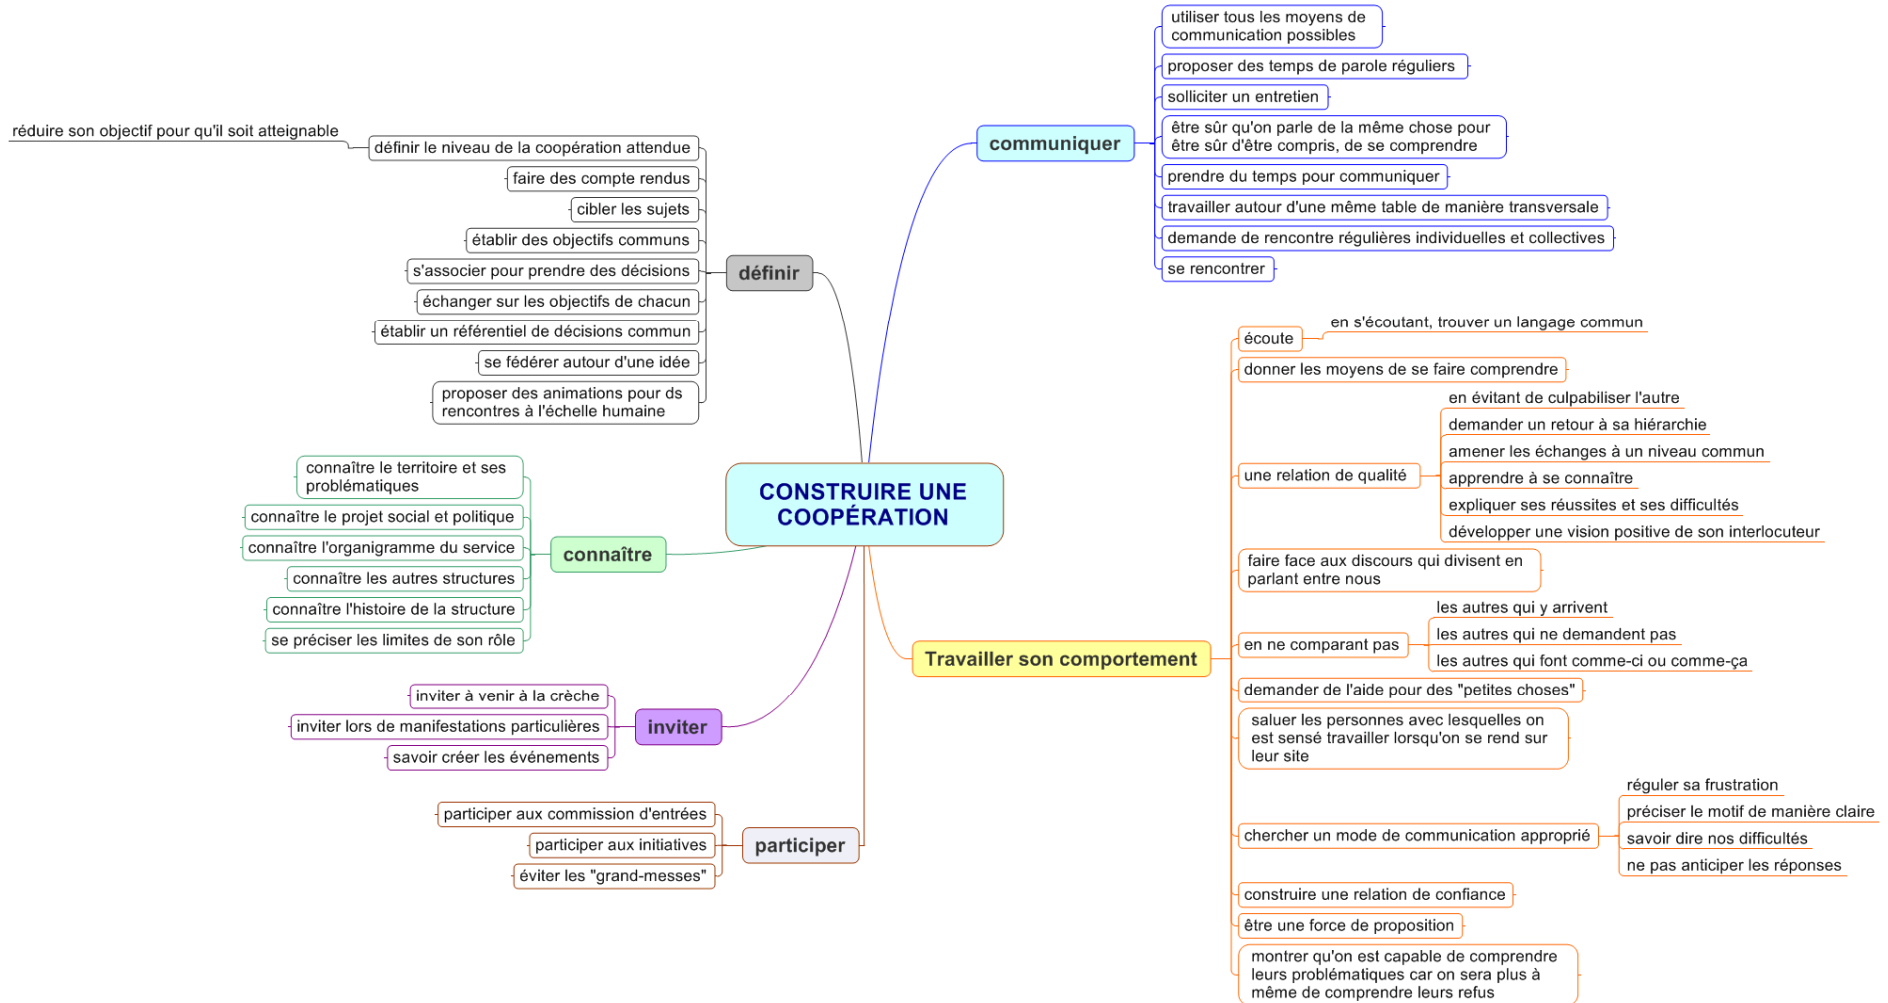 CONSTRUIRE UNE
COOPÉRATION
communiquer
utiliser tous les moyens de
communication possibles
proposer des temps de parole réguliers
solliciter un entretien
être sûr qu'on parle de la même chose pour
être sûr d'être compris, de se comprendre
prendre du temps pour communiquer
travailler autour d'une même table de manière transversale
demande de rencontre régulières individuelles et collectives
se rencontrer
Travailler son comportement
écoute
en s'écoutant, trouver un langage commun
donner les moyens de se faire comprendre
une relation de qualité
en évitant de culpabiliser l'autre
demander un retour à sa hiérarchie
amener les échanges à un niveau commun
apprendre à se connaître
expliquer ses réussites et ses difficultés
développer une vision positive de son interlocuteur
faire face aux discours qui divisent en
parlant entre nous
en ne comparant pas
les autres qui y arrivent
les autres qui ne demandent pas
les autres qui font comme-ci ou comme-ça
demander de l'aide pour des "petites choses"
saluer les personnes avec lesquelles on
est sensé travailler lorsqu'on se rend sur
leur site
chercher un mode de communication approprié
réguler sa frustration
préciser le motif de manière claire
savoir dire nos difficultés
ne pas anticiper les réponses
construire une relation de confiance
être une force de proposition
montrer qu'on est capable de comprendre
leurs problématiques car on sera plus à
même de comprendre leurs refus
définir
définir le niveau de la coopération attendue
réduire son objectif pour qu'il soit atteignable
faire des compte rendus
cibler les sujets
établir des objectifs communs
s'associer pour prendre des décisions
échanger sur les objectifs de chacun
établir un référentiel de décisions commun
se fédérer autour d'une idée
proposer des animations pour ds
rencontres à l'échelle humaine
connaître
connaître le territoire et ses
problématiques
connaître le projet social et politique
connaître l'organigramme du service
connaître les autres structures
connaître l'histoire de la structure
se préciser les limites de son rôle
inviter
inviter à venir à la crèche
inviter lors de manifestations particulières
savoir créer les événements
participer
participer aux commission d'entrées
participer aux initiatives
éviter les "grand-messes"